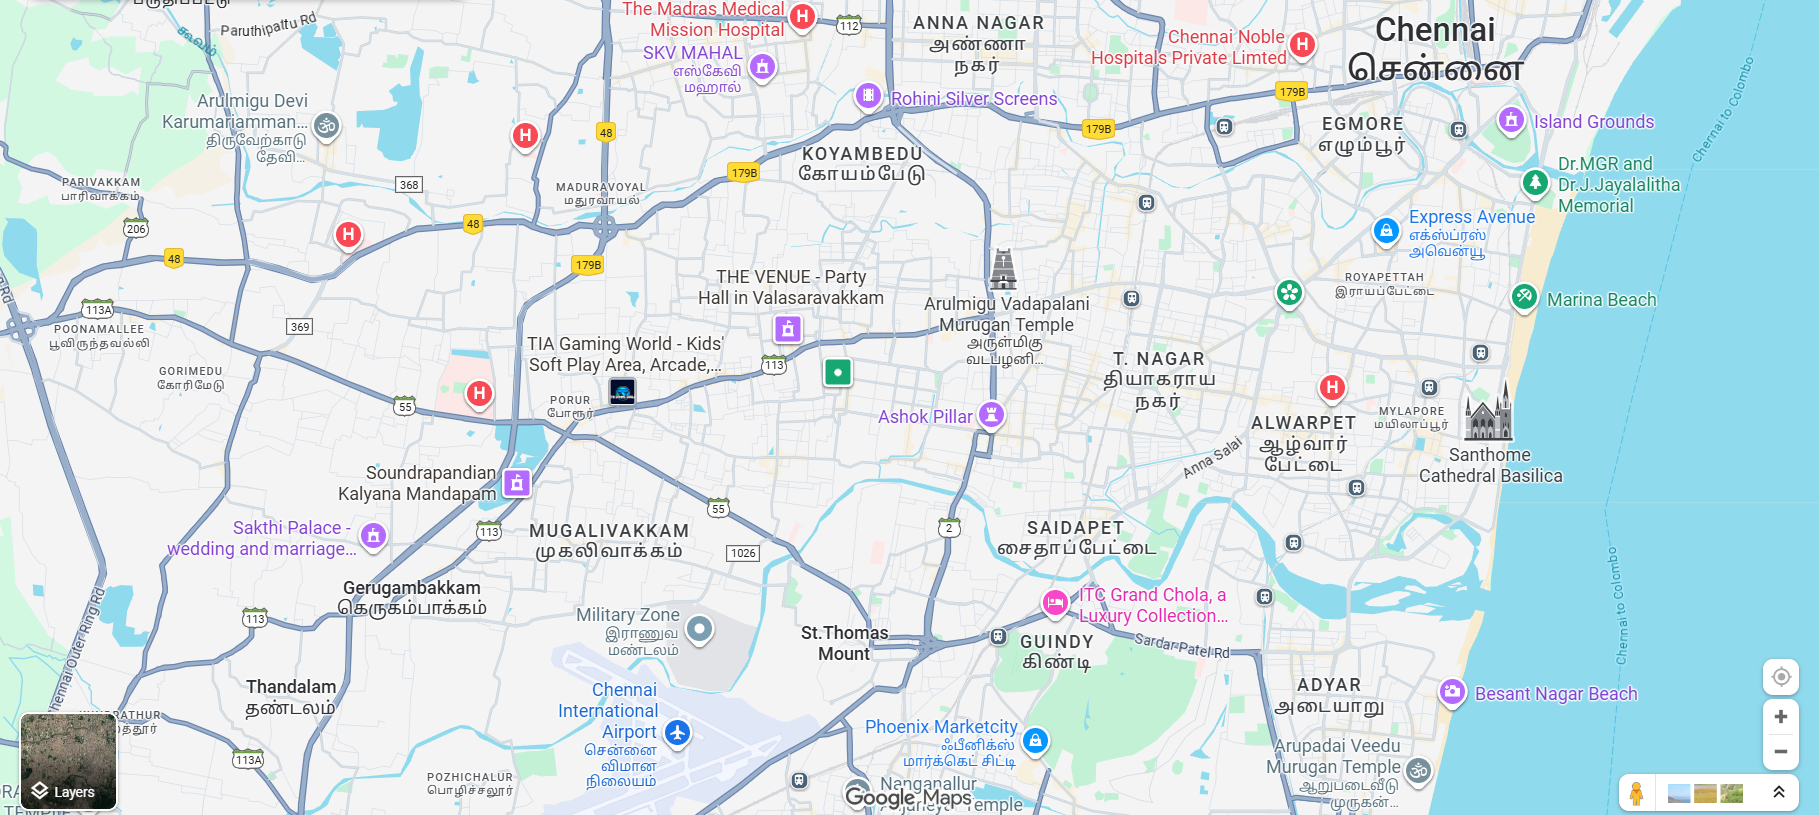 Paruthipattu Rd
கூவம்
The Madras Medical
Mission Hospital
112
ANNA NAGAR
அண்ணா
நகர்
Chennai Noble
Hospitals Private Limted
Chennai
சென்னை
SKV MAHAL
எஸ்கேவி
மஹால்
Rohini Silver Screens
179B
Chennai to Colombo
Arulmigu Devi
Karumariamman...
திருவேற்காடு
தேவி...
48
179B
EGMORE
எழும்பூர்
Island Grounds
KOYAMBEDU
கோயம்பேடு
179B
Dr.MGR and
Dr.J.Jayalalitha
Memorial
PARIVAKKAM
பாரிவாக்கம்
368
MADURAVOYAL
மதுரவாயல்
206
48
Express Avenue
எக்ஸ்பிரஸ்
அவென்யூ
48
179B
THE VENUE - Party
Hall in Valasaravakkam
ROYAPETTAH
இராயப்பேட்டை
Marina Beach
Rd
113A
Arulmigu Vadapalani
Murugan Temple
அருள்மிகு
வடபழனி...
POONAMALLEE
பூவிருந்தவல்லி
369
TIA Gaming World - Kids'
Soft Play Area, Arcade,...
113
T. NAGAR
தியாகராய
நகர்
GORIMEDU
கோரிமேடு
55
PORUR
போரூர்
Ashok Pillar
ALWARPET
ஆழ்வார்
பேட்டை
MYLAPORE
மயிலாப்பூர்
Anna Salai
Santhome
Cathedral Basilica
Soundrapandian
Kalyana Mandapam
55
Sakthi Palace -
wedding and marriage...
113
MUGALIVAKKAM
முகலிவாக்கம்
1026
2
SAIDAPET
சைதாப்பேட்டை
Chennai to Colombo
Gerugambakkam
கெருகம்பாக்கம்
113
Chennai Outer Ring Rd
Military Zone
இராணுவ
மண்டலம்
St.Thomas
Mount
ITC Grand Chola, a
Luxury Collection...
GUINDY
கிண்டி
Sardar Patel Rd
Thandalam
தண்டலம்
ADYAR
அடையாறு
Besant Nagar Beach
Chennai
International
Airport
சென்னை
விமான
நிலையம்
Phoenix Marketcity
ஃபீனிக்ஸ்
மார்க்கெட் சிட்டி
Arupadai Veedu
Murugan Temple
ஆறுபடைவீடு
முருகன்...
113A
POZHICHALUR
பொழிச்சலூர்
Nanganallur
Temple
Google Maps
Layers